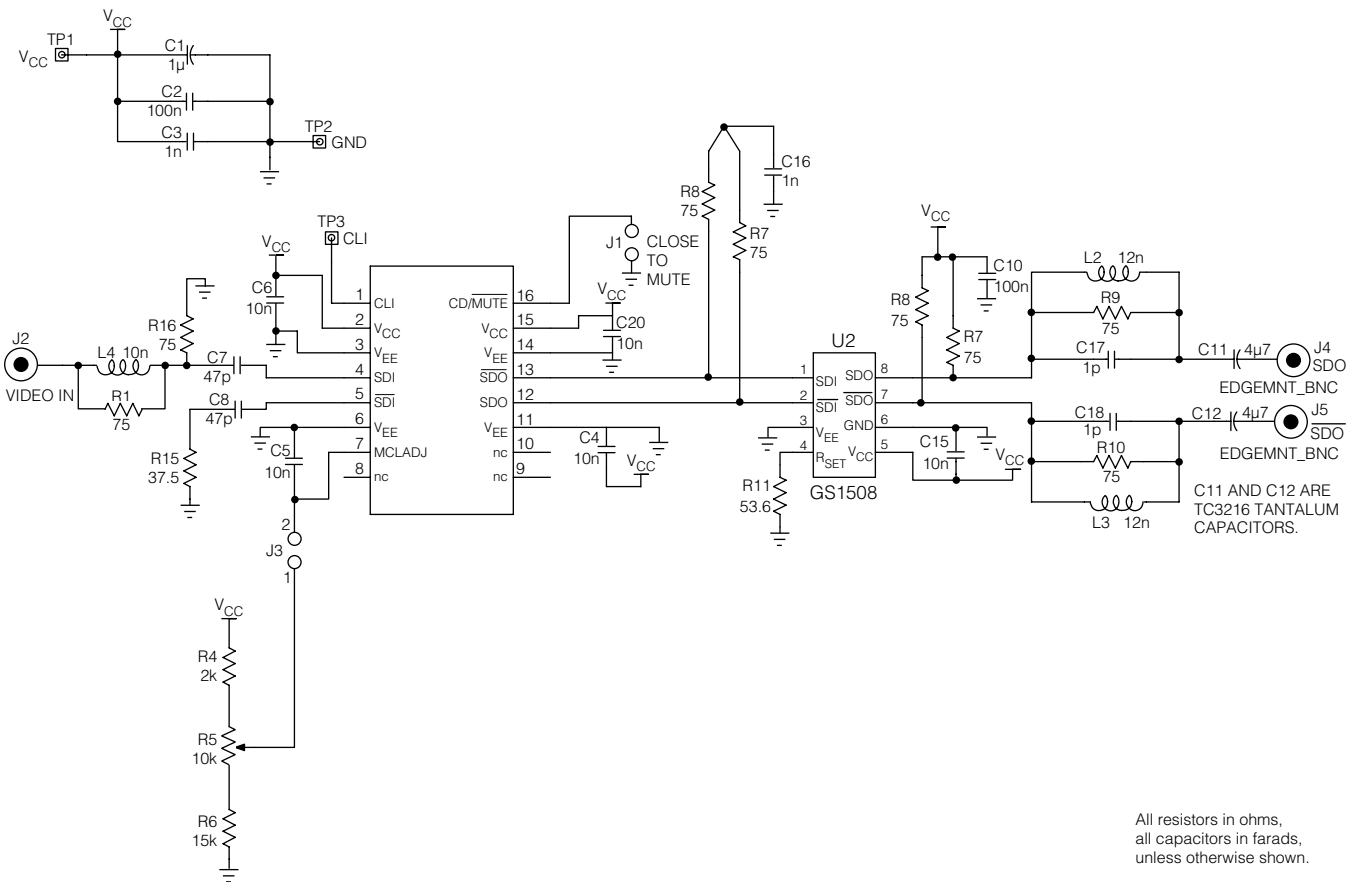 VCC
TP1
VCC
C1
1µ
C2
100n
C3
1n
TP2
GND
C16
1n
R8
75
R7
75
TP3
CLI
VCC
C6
10n
J1
CLOSE
TO
MUTE
VCC
C20
10n
1
CLI
2
VCC
3
VEE
4
SDI
5
SDI
6
VEE
7
MCLADJ
8
nc
CD/MUTE
16
VCC
15
VEE
14
SDO
13
SDO
12
VEE
11
nc
10
nc
9
R16
75
J2
VIDEO IN
L4 10n
R1
75
C7
47p
C8
47p
R15
37.5
C5
10n
C4
10n
VCC
2
J3
1
VCC
R4
2k
R5
10k
R6
15k
U2
1
SDI
2
SDI
3
VEE
4
RSET
SDO
8
SDO
7
GND
6
VCC
5
GS1508
R11
53.6
VCC
R8
75
R7
75
C10
100n
C15
10n
VCC
L2 12n
R9
75
C17
1p
C11 4µ7
J4
SDO
EDGEMNT_BNC
C18
1p
R10
75
L3 12n
C12 4µ7
J5
SDO
EDGEMNT_BNC
C11 AND C12 ARE
TC3216 TANTALUM
CAPACITORS.
All resistors in ohms,
all capacitors in farads,
unless otherwise shown.